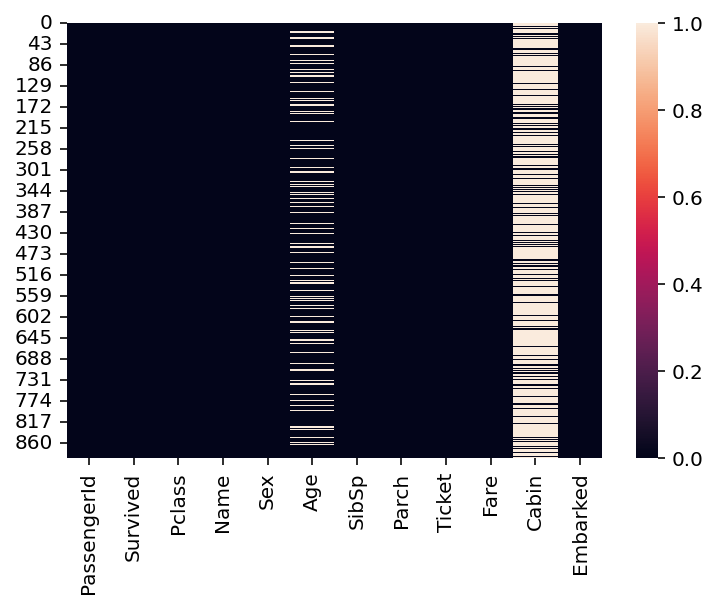 0
43
86
129
172
215
258
301
344
387
430
473
516
559
602
645
688
731
774
817
860
PassengerId
Survived
Pclass
Name
Sex
Age
SibSp
Parch
Ticket
Fare
Cabin
Embarked
1.0
0.8
0.6
0.4
0.2
0.0